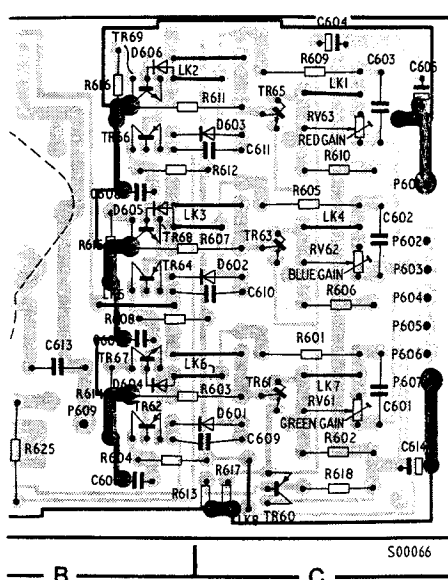 C604
TR69
D606
LK2
R609
C603
C605
R616
R611
TR65
LK1
D603
RV63
TR66
C611
RED GAIN
R610
R612
R605
D605
LK3
LK4
C602
TR68
R607
TR63
P602
RV62
TR64
D602
BLUE GAIN
P603
C610
R606
P604
R608
P605
C613
R601
P606
TR67
LK6
D604
R603
TR61
LK7
P607
R614
RV61
P609
TR62
D601
C601
GREEN GAIN
C609
R602
R625
R604
R617
C614
R618
R613
LK8
TR60
S00066
B
C